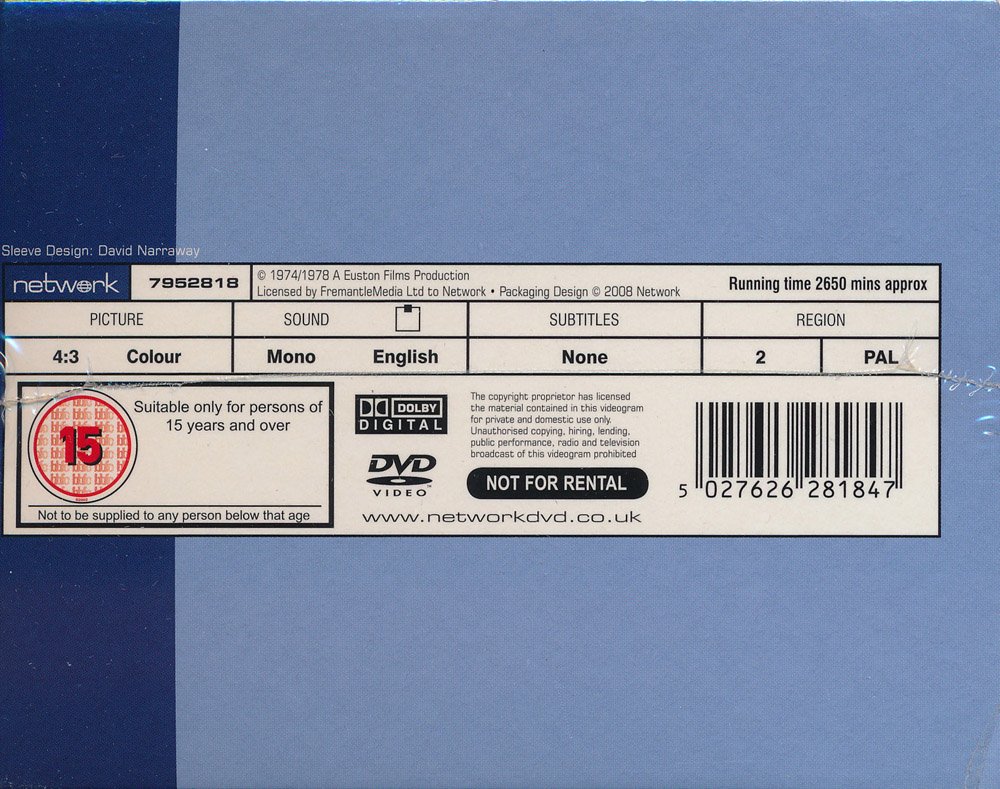 Sleeve Design: David Narraway
network
7952818
© 1974/1978 A Euston Films Production
Licensed by FremantleMedia Ltd to Network • Packaging Design © 2008 Network
Running time 2650 mins approx
PICTURE
SOUND
SUBTITLES
REGION
4:3
Colour
Mono
English
None
2
PAL
15
Suitable only for persons of
15 years and over
Not to be supplied to any person below that age
DOLBY
DIGITAL
DVD
VIDEO™
The copyright proprietor has licensed
the material contained in this videogram
for private and domestic use only.
Unauthorised copying, hiring, lending,
public performance, radio and television
broadcast of this videogram prohibited
NOT FOR RENTAL
www.networkdvd.co.uk
5 027626 281847